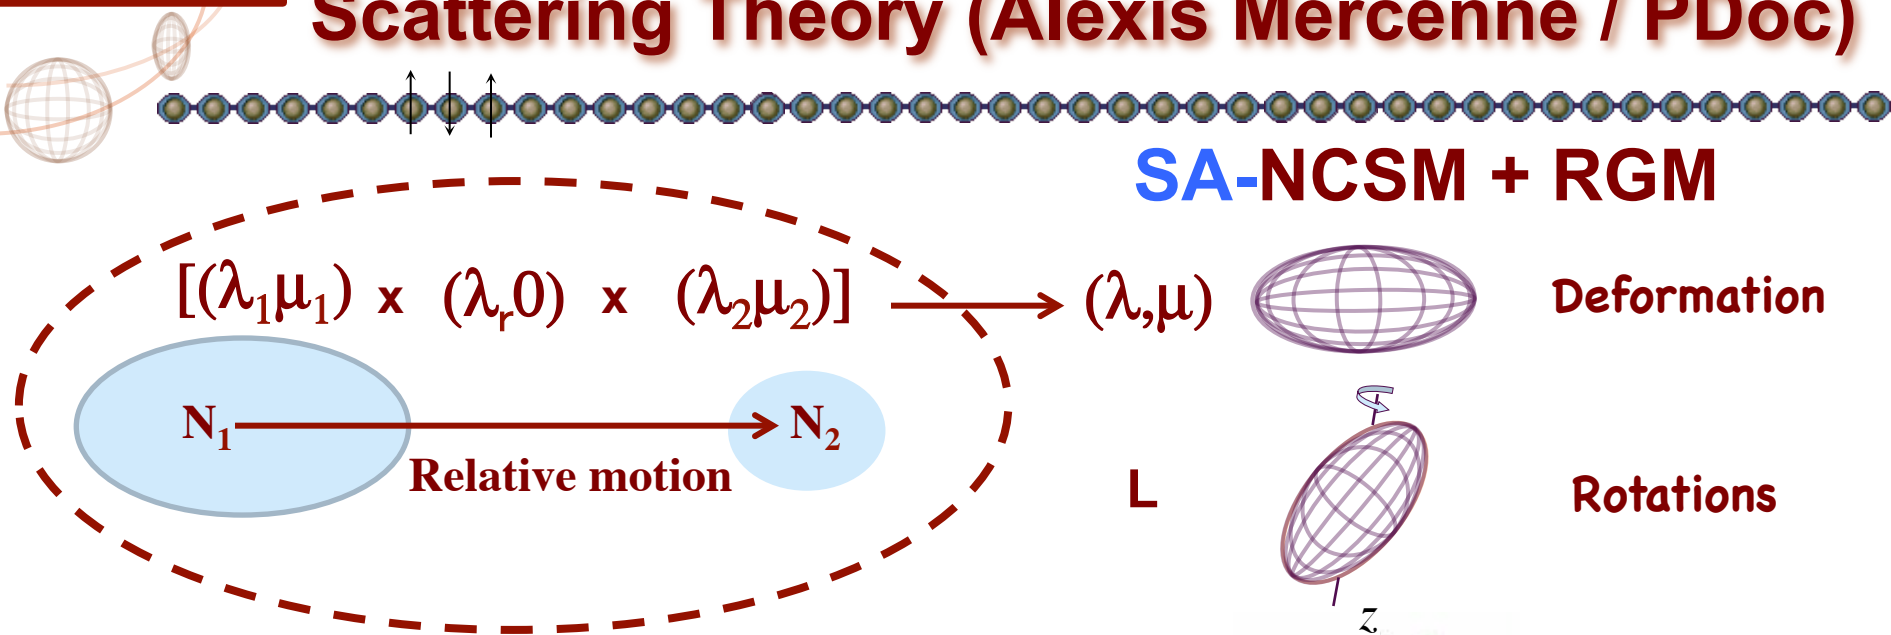 Scattering Theory (Alexis Mercenne / PDoc)
SA-NCSM + RGM
[(λ₁μ₁) x (λᵣ0) x (λ₂μ₂)] (λ,μ) Deformation
N₁ N₂
Relative motion
L Rotations
z